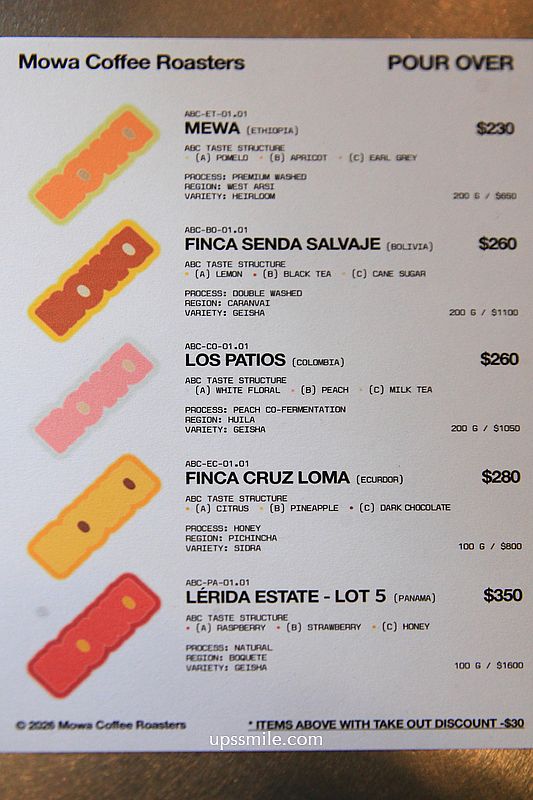 Mowa Coffee Roasters POUR OVER
ABC-ET-01.01
MEWA (ETHIOPIA) $230
ABC TASTE STRUCTURE
(A) POMELO (B) APRICOT (C) EARL GREY
PROCESS: PREMIUM WASHED
REGION: WEST ARSI
VARIETY: HEIRLOOM 200 G / $650
ABC-BO-01.01
FINCA SENDA SALVAJE (BOLIVIA) $260
ABC TASTE STRUCTURE
(A) LEMON (B) BLACK TEA (C) CANE SUGAR
PROCESS: DOUBLE WASHED
REGION: CARANVAI
VARIETY: GEISHA 200 G / $1100
ABC-CO-01.01
LOS PATIOS (COLOMBIA) $260
ABC TASTE STRUCTURE
(A) WHITE FLORAL (B) PEACH (C) MILK TEA
PROCESS: PEACH CO-FERMENTATION
REGION: HUILA
VARIETY: GEISHA 200 G / $1050
ABC-EC-01.01
FINCA CRUZ LOMA (ECURDOR) $280
ABC TASTE STRUCTURE
(A) CITRUS (B) PINEAPPLE (C) DARK CHOCOLATE
PROCESS: HONEY
REGION: PICHINCHA
VARIETY: SIDRA 100 G / $800
ABC-PA-01.01
LÉRIDA ESTATE - LOT 5 (PANAMA) $350
ABC TASTE STRUCTURE
(A) RASPBERRY (B) STRAWBERRY (C) HONEY
PROCESS: NATURAL
REGION: BOQUETE
VARIETY: GEISHA 100 G / $1600
© 2026 Mowa Coffee Roasters * ITEMS ABOVE WITH TAKE OUT DISCOUNT -$30
upssmile.com